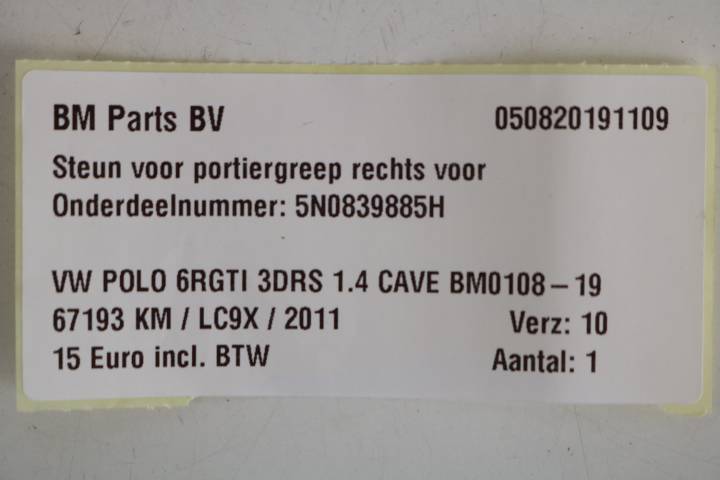 BM Parts BV 050820191109
Steun voor portiergreep rechts voor
Onderdeelnummer: 5N0839885H
VW POLO 6RGTI 3DRS 1.4 CAVE BM0108-19
67193 KM / LC9X / 2011 Verz: 10
15 Euro incl. BTW Aantal: 1